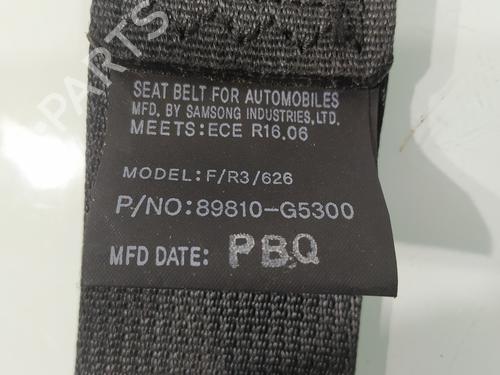 PARTS
SEAT BELT FOR AUTOMOBILES
MFD. BY SAMSONG INDUSTRIES,LTD.
MEETS:ECE R16.06
MODEL:F/R3/626
P/NO:89810-G5300
MFD DATE: PBQ